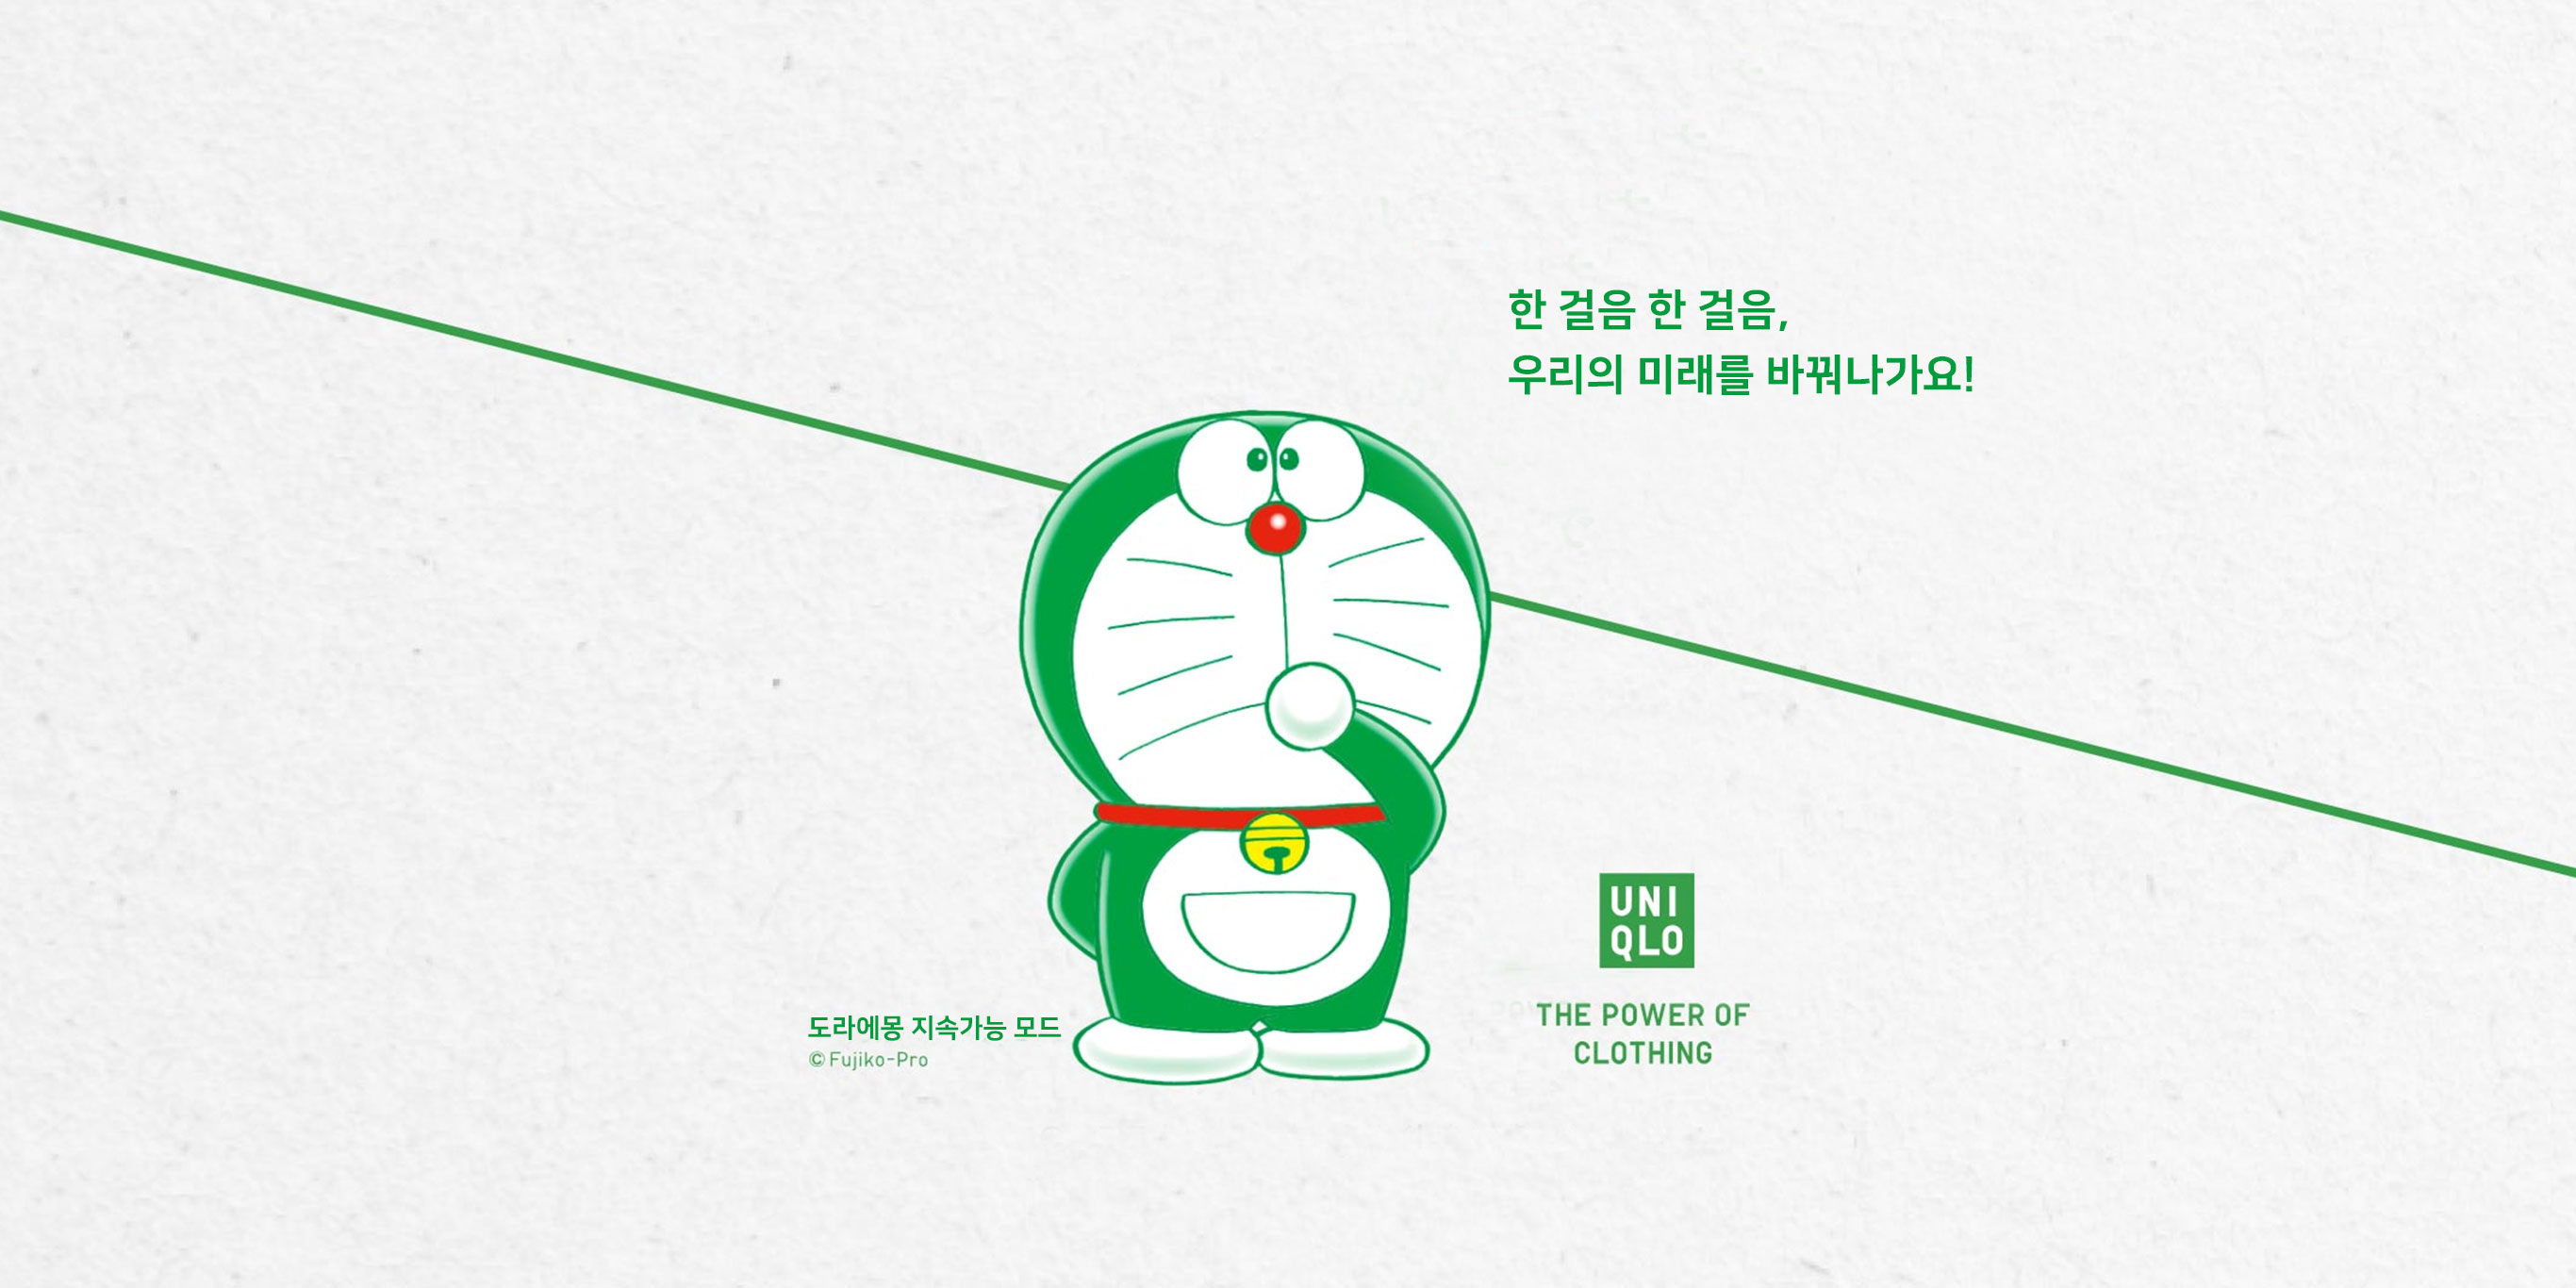 한 걸음 한 걸음,
우리의 미래를 바꿔나가요!
UNI
QLO
THE POWER OF
CLOTHING
도라에몽 지속가능 모드
©Fujiko-Pro